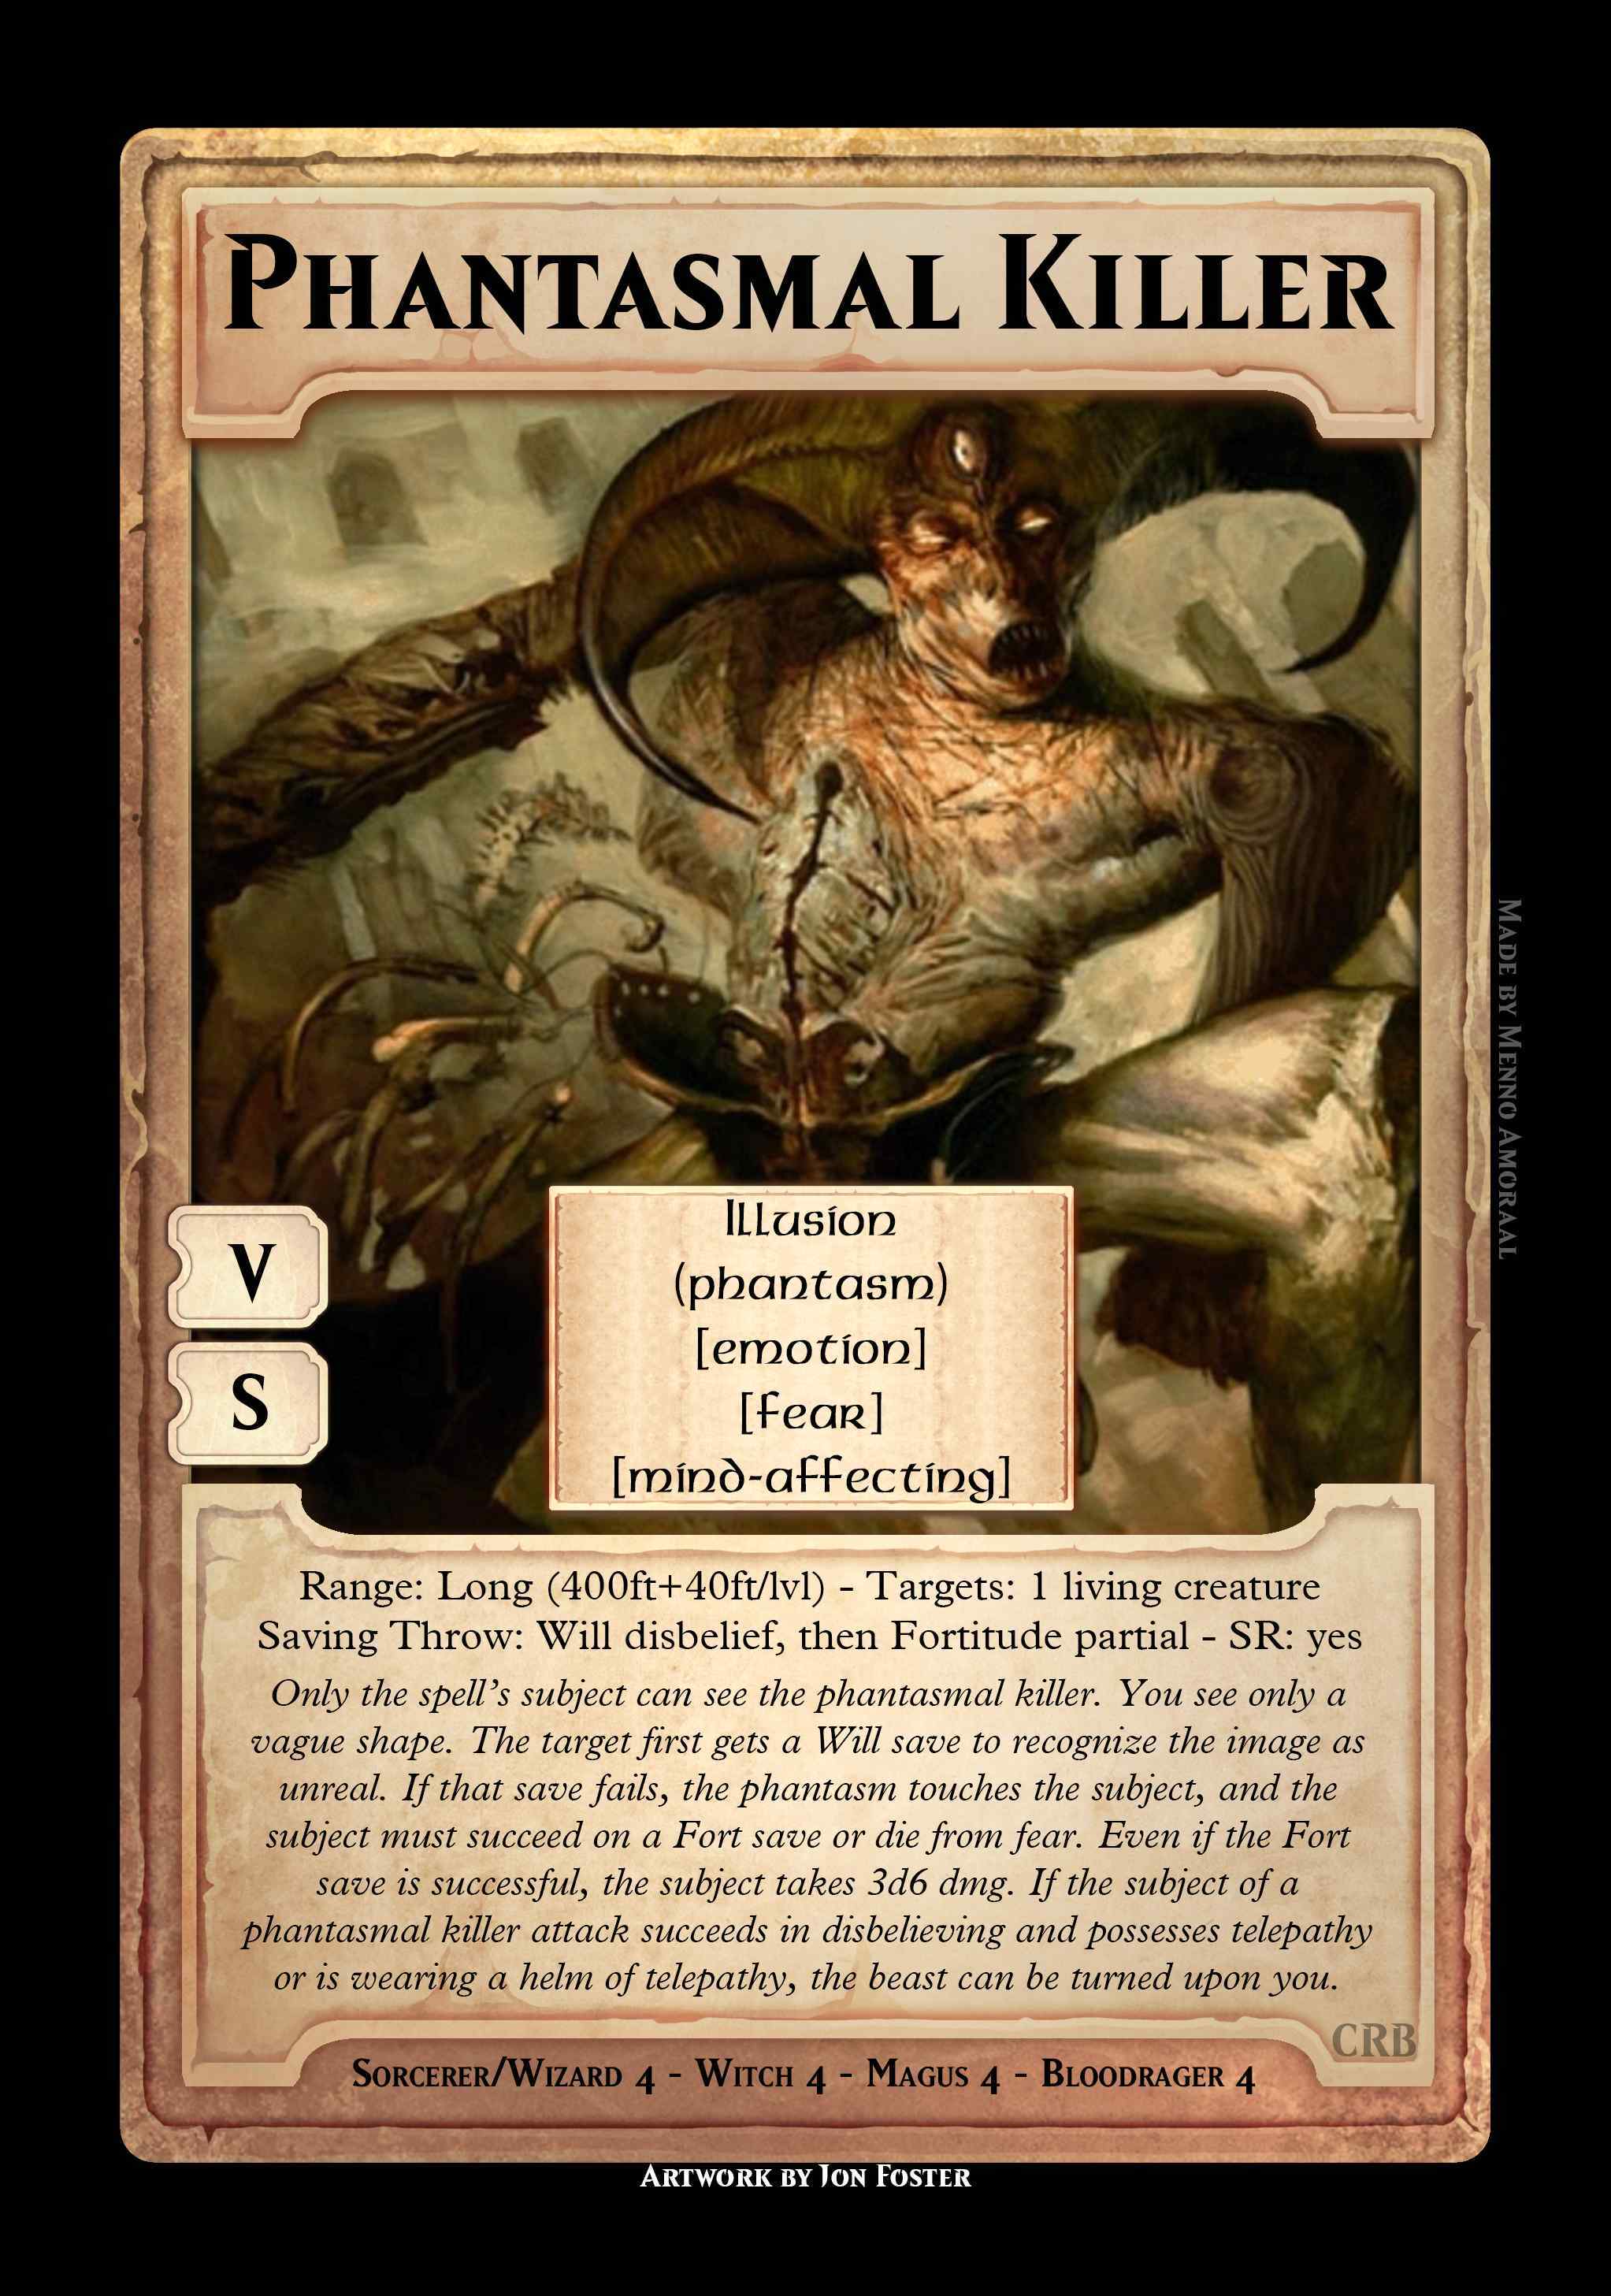 Phantasmal Killer
V
S
Illusion
(phantasm)
[emotion]
[fear]
[mind-affecting]
Range: Long (400ft+40ft/lvl) - Targets: 1 living creature
Saving Throw: Will disbelief, then Fortitude partial - SR: yes
Only the spell's subject can see the phantasmal killer. You see only a
vague shape. The target first gets a Will save to recognize the image as
unreal. If that save fails, the phantasm touches the subject, and the
subject must succeed on a Fort save or die from fear. Even if the Fort
save is successful, the subject takes 3d6 dmg. If the subject of a
phantasmal killer attack succeeds in disbelieving and possesses telepathy
or is wearing a helm of telepathy, the beast can be turned upon you.
CRB
Sorcerer/Wizard 4 - Witch 4 - Magus 4 - Bloodrager 4
Artwork by Jon Foster
Made by Menno Amoraal